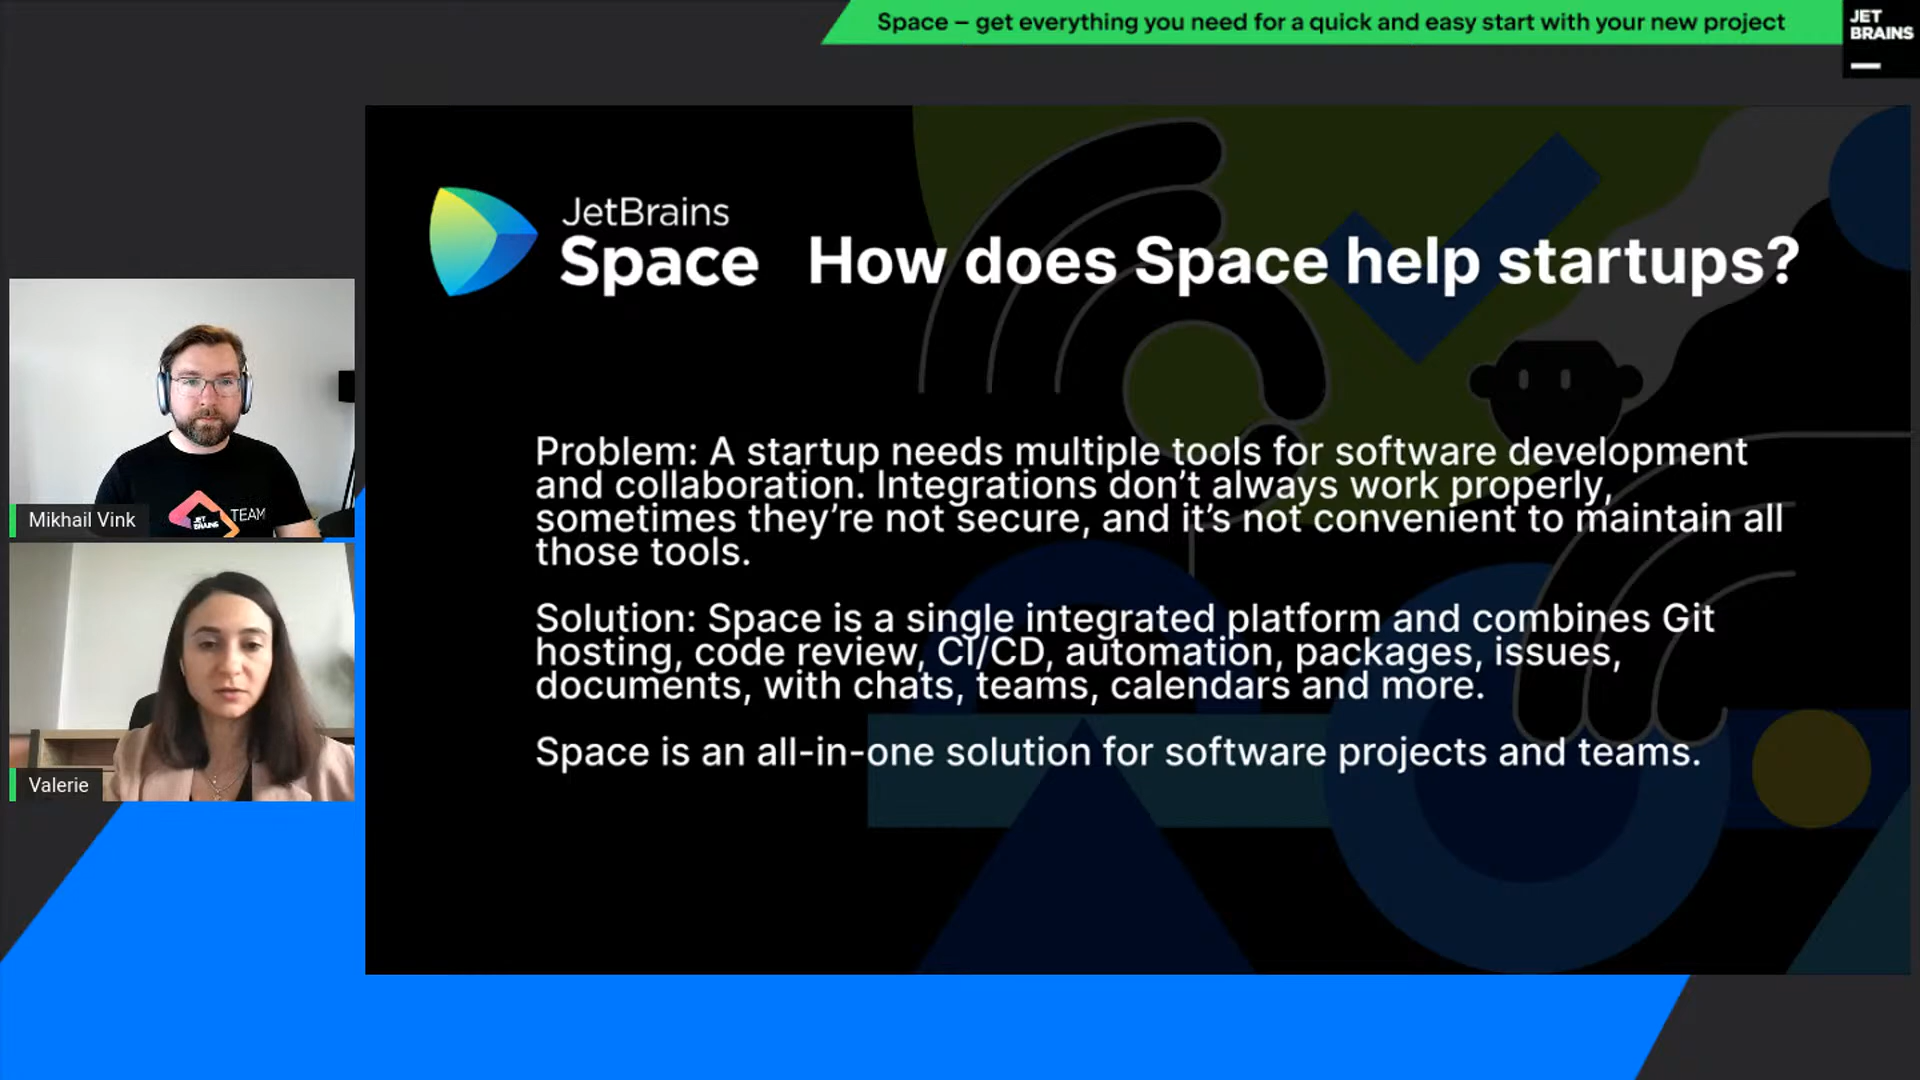 Space – get everything you need for a quick and easy start with your new project
JET
BRAINS
JetBrains
Space
How does Space help startups?
Problem: A startup needs multiple tools for software development
and collaboration. Integrations don’t always work properly,
sometimes they’re not secure, and it’s not convenient to maintain all
those tools.
Solution: Space is a single integrated platform and combines Git
hosting, code review, CI/CD, automation, packages, issues,
documents, with chats, teams, calendars and more.
Space is an all-in-one solution for software projects and teams.
JET
BRAINS
TEAM
Mikhail Vink
Valerie